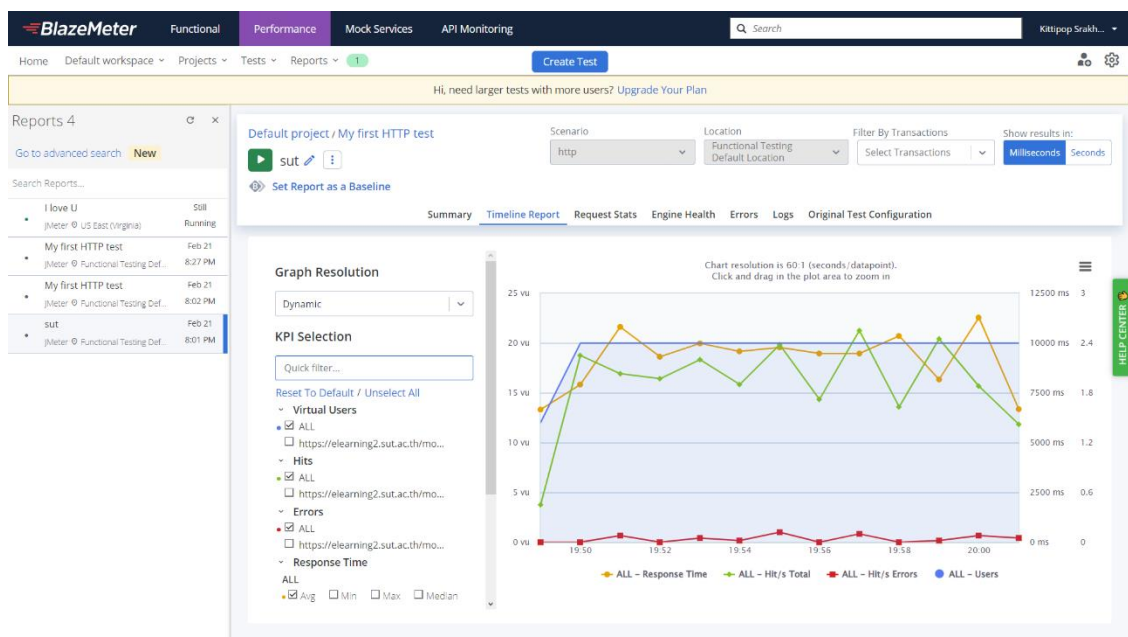 BlazeMeter Functional Performance Mock Services API Monitoring Search Kittipop Srakh...
Home Default workspace Projects Tests Reports 1 Create Test
Hi, need larger tests with more users? Upgrade Your Plan
Reports 4
Go to advanced search New
Search Reports...
I love U Still
JMeter US East (Virginia) Running
My first HTTP test Feb 21
JMeter Functional Testing Def... 8:27 PM
My first HTTP test Feb 21
JMeter Functional Testing Def... 8:02 PM
sut Feb 21
JMeter Functional Testing Def... 8:01 PM
Default project / My first HTTP test
sut
Set Report as a Baseline
Scenario
http
Location
Functional Testing
Default Location
Filter By Transactions
Select Transactions
Show results in:
Milliseconds Seconds
Summary Timeline Report Request Stats Engine Health Errors Logs Original Test Configuration
Graph Resolution
Dynamic
KPI Selection
Quick filter...
Reset To Default / Unselect All
Virtual Users
ALL
https://elearning2.sut.ac.th/mo...
Hits
ALL
https://elearning2.sut.ac.th/mo...
Errors
ALL
https://elearning2.sut.ac.th/mo...
Response Time
ALL
Avg Min Max Median
Chart resolution is 60:1 (seconds/datapoint).
Click and drag in the plot area to zoom in
25 vu 12500 ms 3
20 vu 10000 ms 2.4
15 vu 7500 ms 1.8
10 vu 5000 ms 1.2
5 vu 2500 ms 0.6
0 vu 0 ms 0
19:50 19:52 19:54 19:56 19:58 20:00
ALL – Response Time ALL – Hit/s Total ALL – Hit/s Errors ALL – Users
HELP CENTER